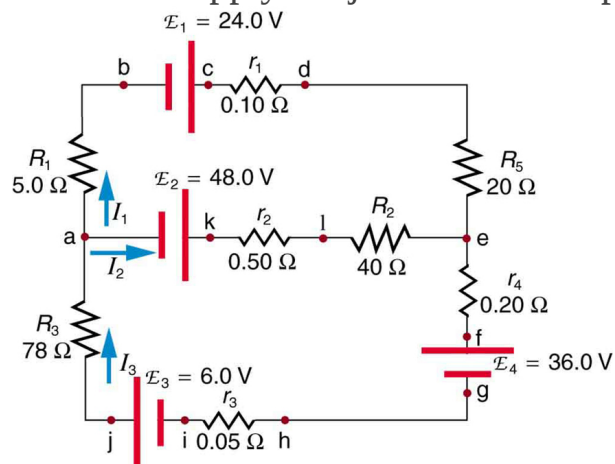 ℰ₁ = 24.0 V
b
c
r₁
d
0.10 Ω
R₁
5.0 Ω
I₁
ℰ₂ = 48.0 V
R₅
20 Ω
a
I₂
k
r₂
0.50 Ω
l
R₂
40 Ω
e
r₄
0.20 Ω
R₃
78 Ω
I₃
f
ℰ₄ = 36.0 V
g
ℰ₃ = 6.0 V
r₃
j
i
0.05 Ω
h